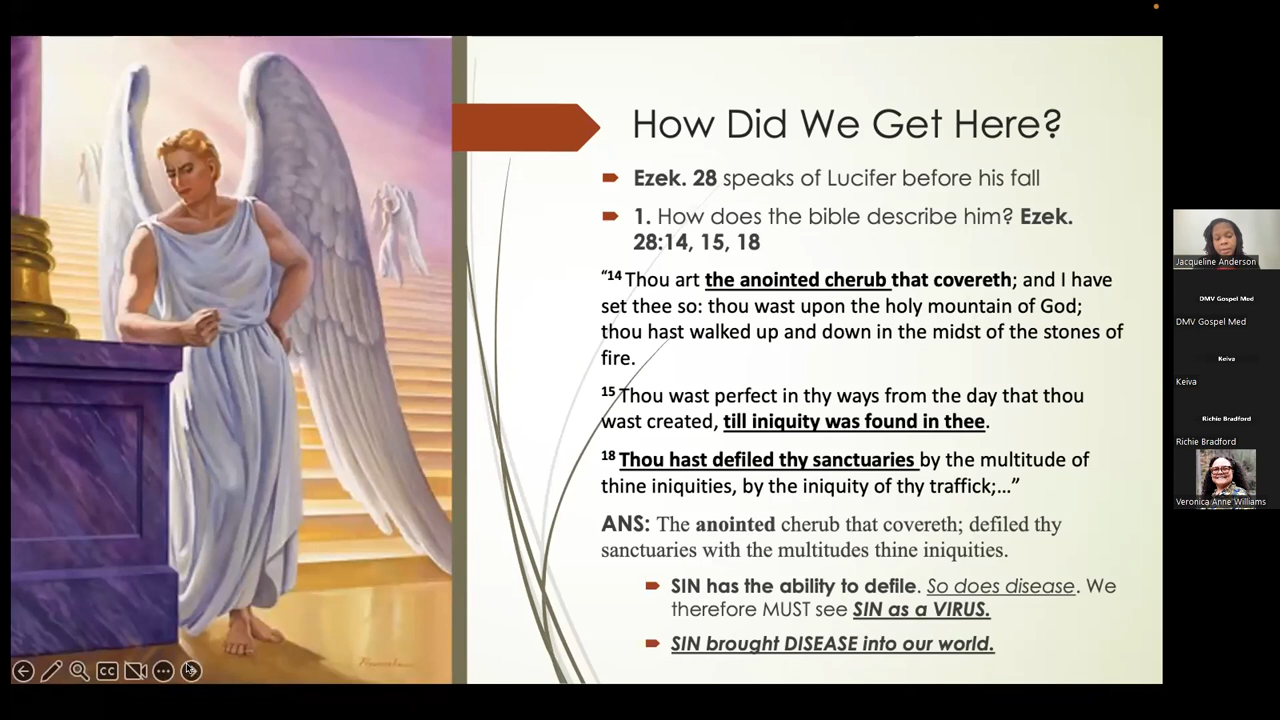 How Did We Get Here?
Ezek. 28 speaks of Lucifer before his fall
1. How does the bible describe him? Ezek.
28:14, 15, 18
“14 Thou art the anointed cherub that covereth; and I have
set thee so: thou wast upon the holy mountain of God;
thou hast walked up and down in the midst of the stones of
fire.
15 Thou wast perfect in thy ways from the day that thou
wast created, till iniquity was found in thee.
18 Thou hast defiled thy sanctuaries by the multitude of
thine iniquities, by the iniquity of thy traffick;…”
ANS: The anointed cherub that covereth; defiled thy
sanctuaries with the multitudes thine iniquities.
SIN has the ability to defile. So does disease. We
therefore MUST see SIN as a VIRUS.
SIN brought DISEASE into our world.
CC
Jacqueline Anderson
DMV Gospel Med
DMV Gospel Med
Keiva
Keiva
Richie Bradford
Richie Bradford
Veronica Anne Williams